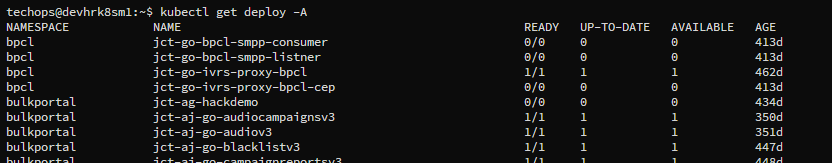 techops@devhrk8sm1:~$ kubectl get deploy -A
NAMESPACE NAME READY UP-TO-DATE AVAILABLE AGE
bpcl jct-go-bpcl-smpp-consumer 0/0 0 0 413d
bpcl jct-go-bpcl-smpp-listner 0/0 0 0 413d
bpcl jct-go-ivrs-proxy-bpcl 1/1 1 1 462d
bpcl jct-go-ivrs-proxy-bpcl-cep 0/0 0 0 413d
bulkportal jct-ag-hackdemo 0/0 0 0 434d
bulkportal jct-aj-go-audiocampaignsv3 1/1 1 1 350d
bulkportal jct-aj-go-audiov3 1/1 1 1 351d
bulkportal jct-aj-go-blacklistv3 1/1 1 1 447d
bulkportal jct-aj-go-campaignreportsv3 1/1 1 1 448d